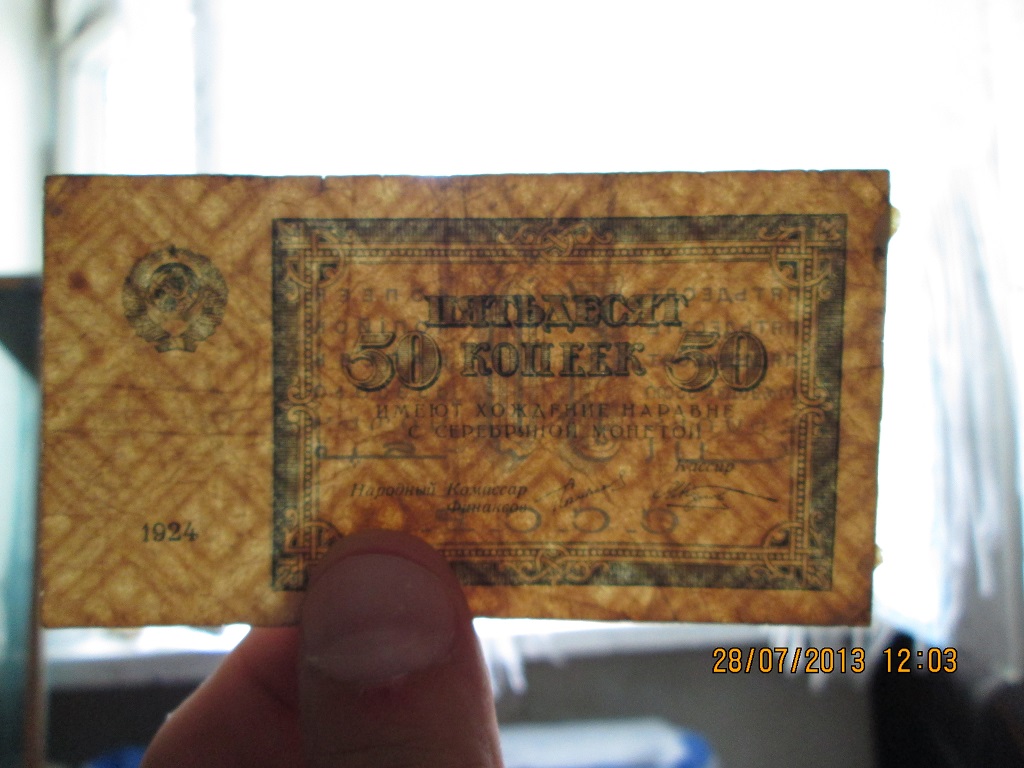 ПЯТЬДЕСЯТ
50 КОПЕЕК 50
ИМЕЮТ ХОЖДЕНИЕ НАРАВНЕ
С СЕРЕБРЯНОЙ МОНЕТОЙ
Кассир
Народный Комиссар
Финансов
1924
28/07/2013 12:03